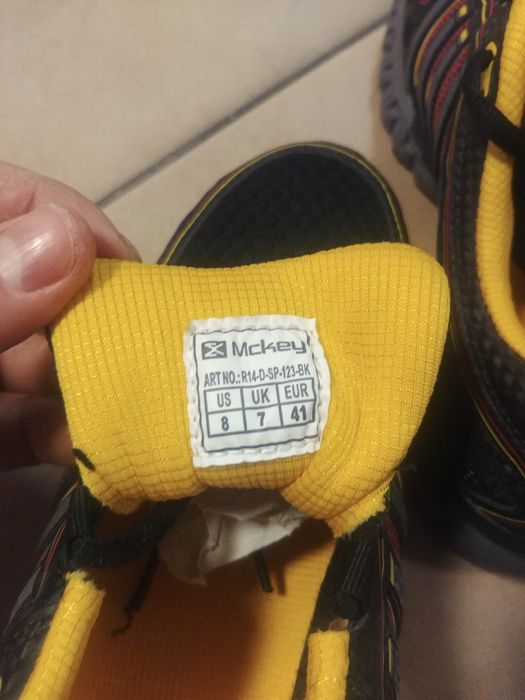 Mckey
ART NO.:R14-D-SP-123-BK
US UK EUR
8 7 41